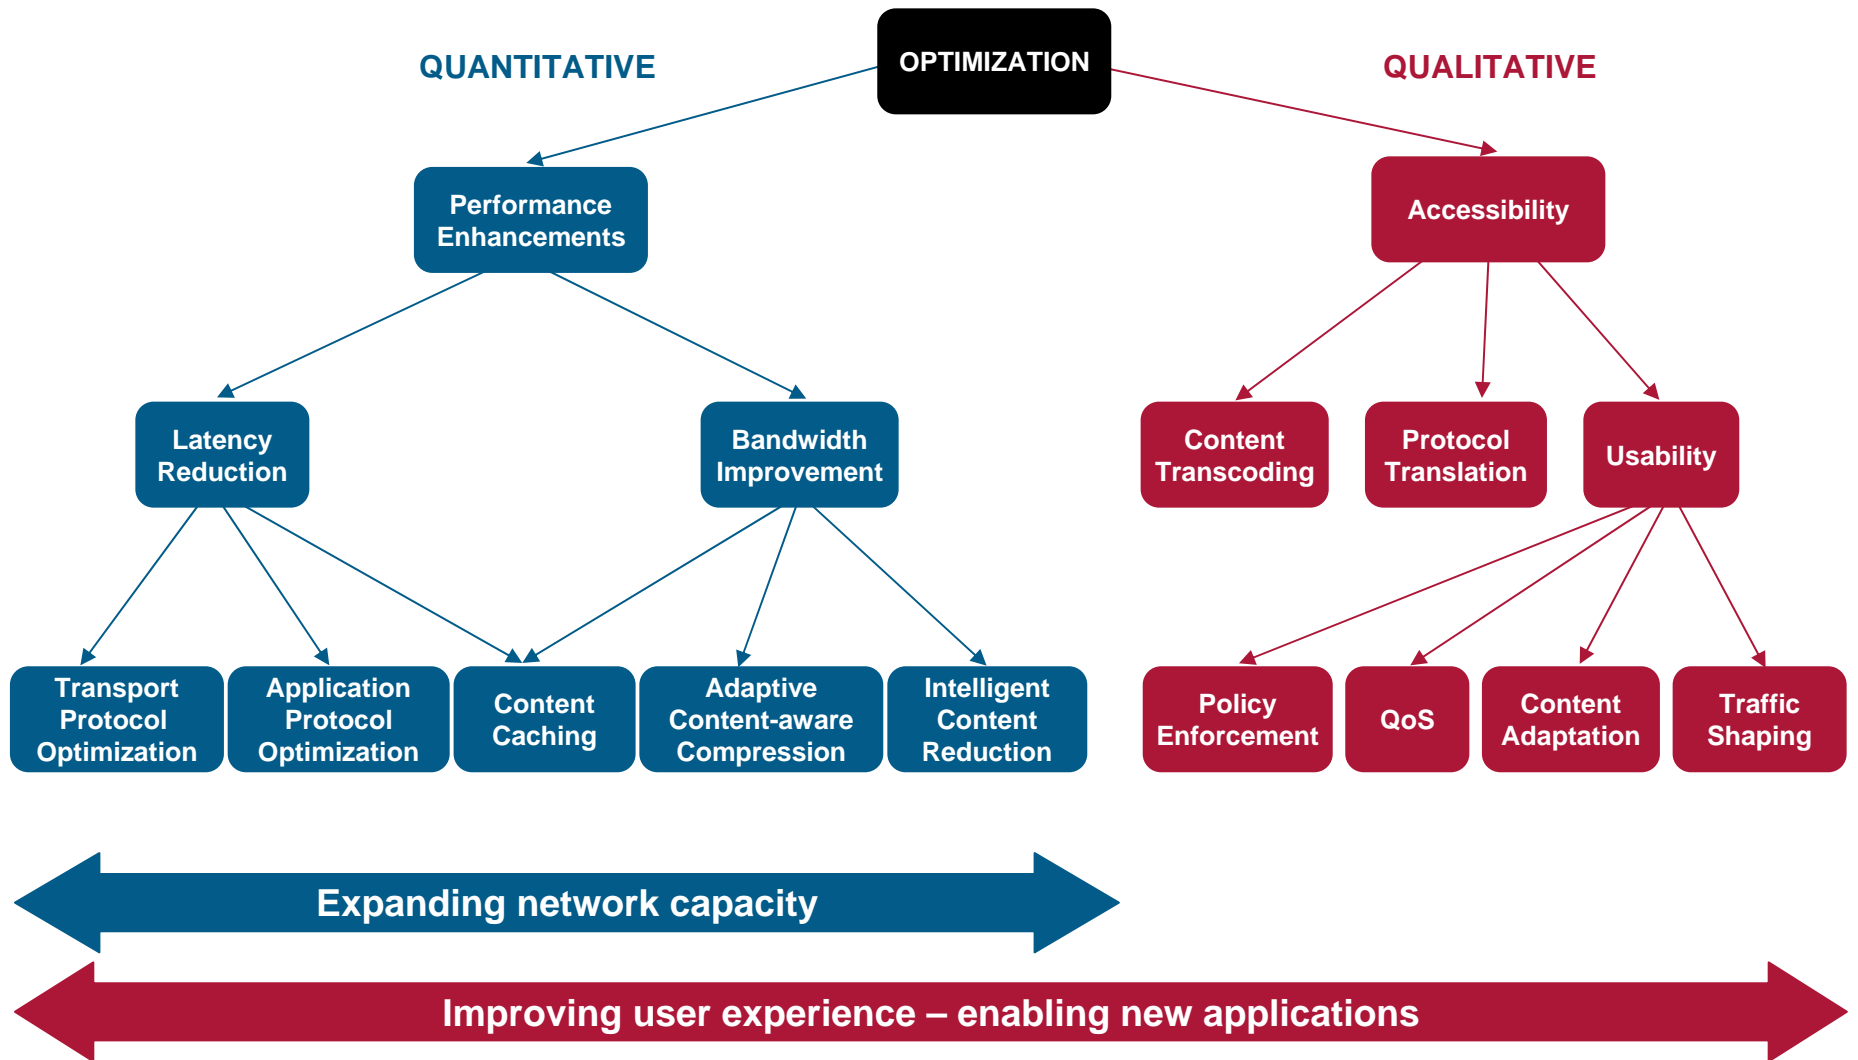 QUANTITATIVE
OPTIMIZATION
QUALITATIVE
Performance
Enhancements
Accessibility
Latency
Reduction
Bandwidth
Improvement
Content
Transcoding
Protocol
Translation
Usability
Transport
Protocol
Optimization
Application
Protocol
Optimization
Content
Caching
Adaptive
Content-aware
Compression
Intelligent
Content
Reduction
Policy
Enforcement
QoS
Content
Adaptation
Traffic
Shaping
Expanding network capacity
Improving user experience – enabling new applications